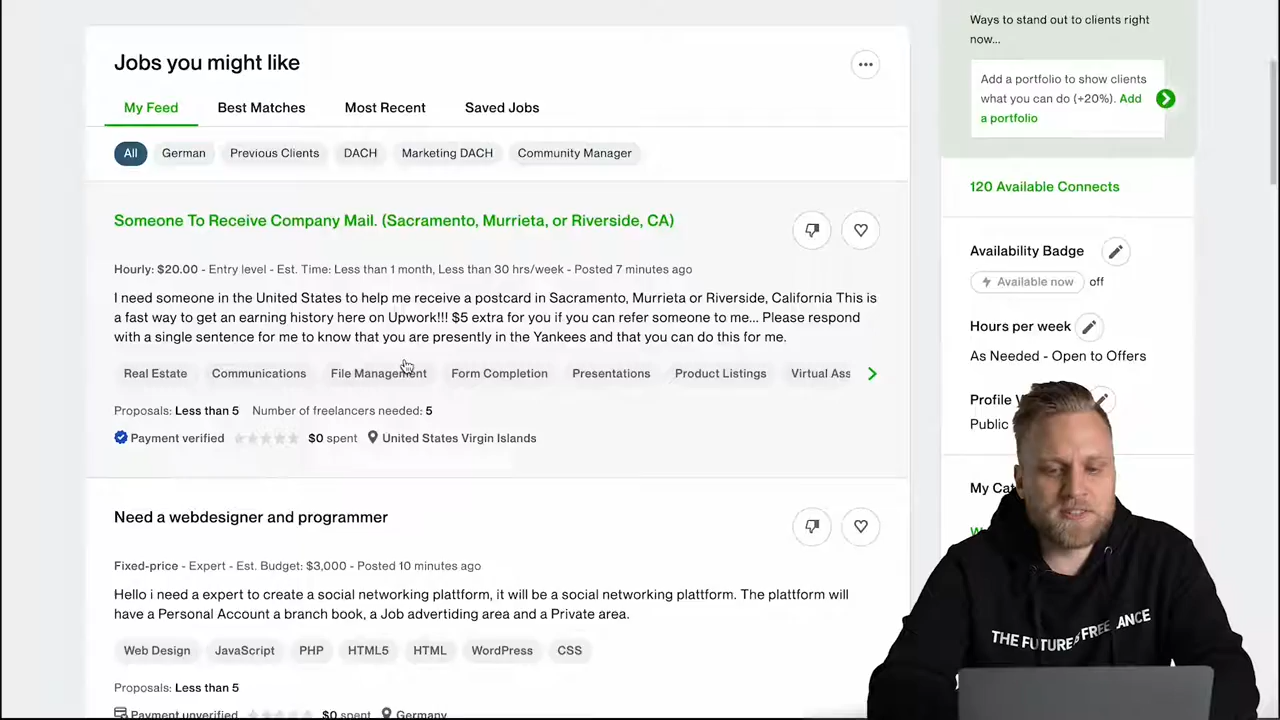 Jobs you might like
My Feed
Best Matches
Most Recent
Saved Jobs
All
German
Previous Clients
DACH
Marketing DACH
Community Manager
Someone To Receive Company Mail. (Sacramento, Murrieta, or Riverside, CA)
Hourly: $20.00 - Entry level - Est. Time: Less than 1 month, Less than 30 hrs/week - Posted 7 minutes ago
I need someone in the United States to help me receive a postcard in Sacramento, Murrieta or Riverside, California This is
a fast way to get an earning history here on Upwork!!! $5 extra for you if you can refer someone to me... Please respond
with a single sentence for me to know that you are presently in the Yankees and that you can do this for me.
Real Estate
Communications
File Management
Form Completion
Presentations
Product Listings
Virtual Ass
Proposals: Less than 5
Number of freelancers needed: 5
Payment verified
$0 spent
United States Virgin Islands
Need a webdesigner and programmer
Fixed-price - Expert - Est. Budget: $3,000 - Posted 10 minutes ago
Hello i need a expert to create a social networking plattform, it will be a social networking plattform. The plattform will
have a Personal Account a branch book, a Job advertiding area and a Private area.
Web Design
JavaScript
PHP
HTML5
HTML
WordPress
CSS
Proposals: Less than 5
Payment unverified
$0 spent
Germany
Ways to stand out to clients right
now...
Add a portfolio to show clients
what you can do (+20%). Add
a portfolio
120 Available Connects
Availability Badge
Available now
off
Hours per week
As Needed - Open to Offers
Profile
Public
My
THE FUTURE FREELANCE